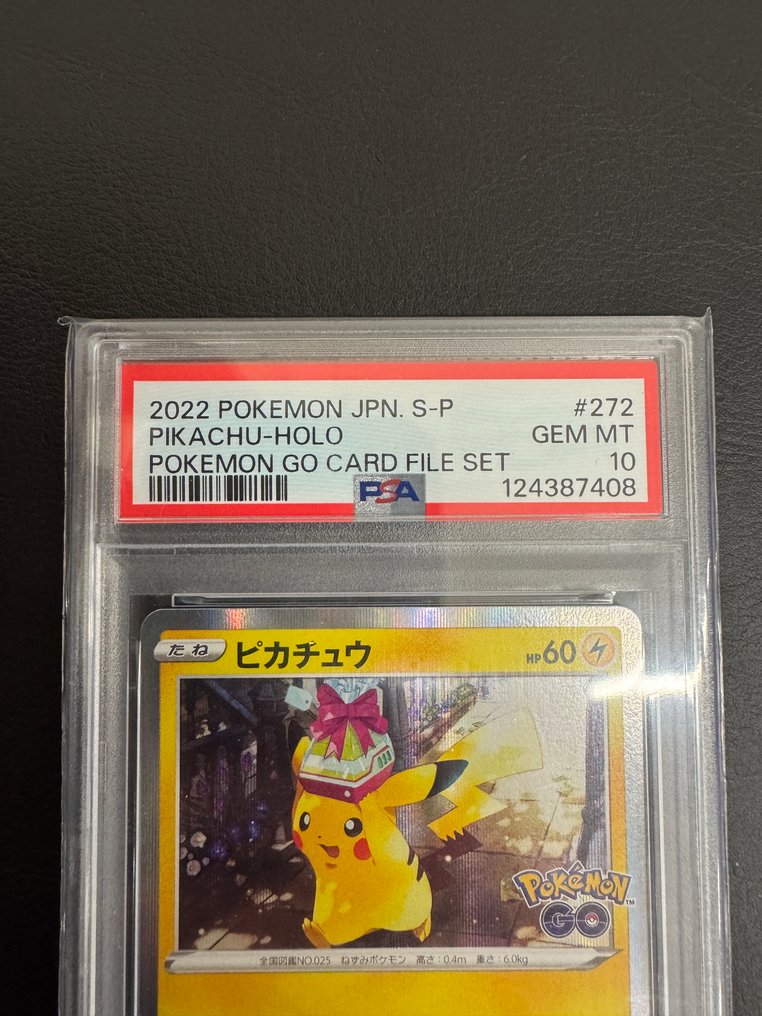 2022 POKEMON JPN. S-P #272
PIKACHU-HOLO GEM MT
POKEMON GO CARD FILE SET 10
PSA 124387408
たね ピカチュウ HP60
POKéMON™
GO
全国図鑑NO.025 ねずみポケモン 高さ:0.4m 重さ:6.0kg